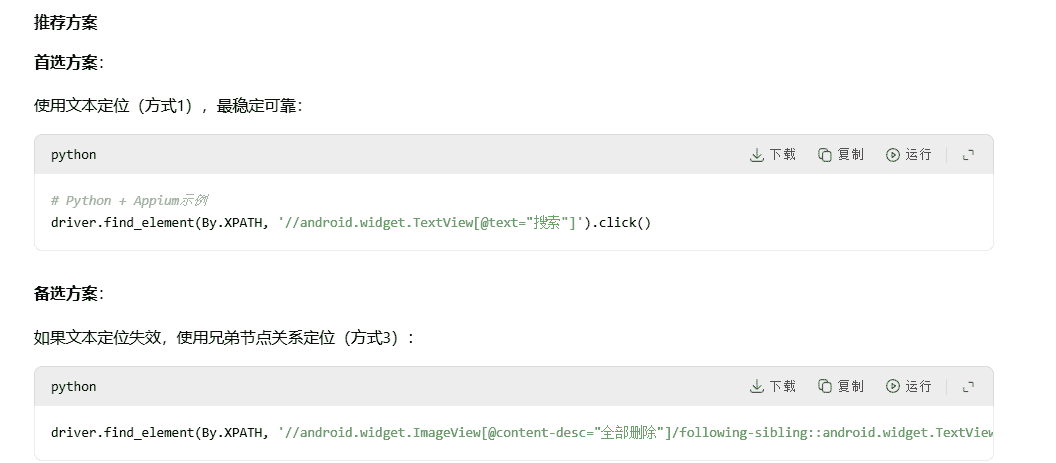 推荐方案
首选方案：
使用文本定位（方式1），最稳定可靠：
python 下载 复制 运行
# Python + Appium示例
driver.find_element(By.XPATH, '//android.widget.TextView[@text="搜索"]').click()
备选方案：
如果文本定位失效，使用兄弟节点关系定位（方式3）：
python 下载 复制 运行
driver.find_element(By.XPATH, '//android.widget.ImageView[@content-desc="全部删除"]/following-sibling::android.widget.TextView